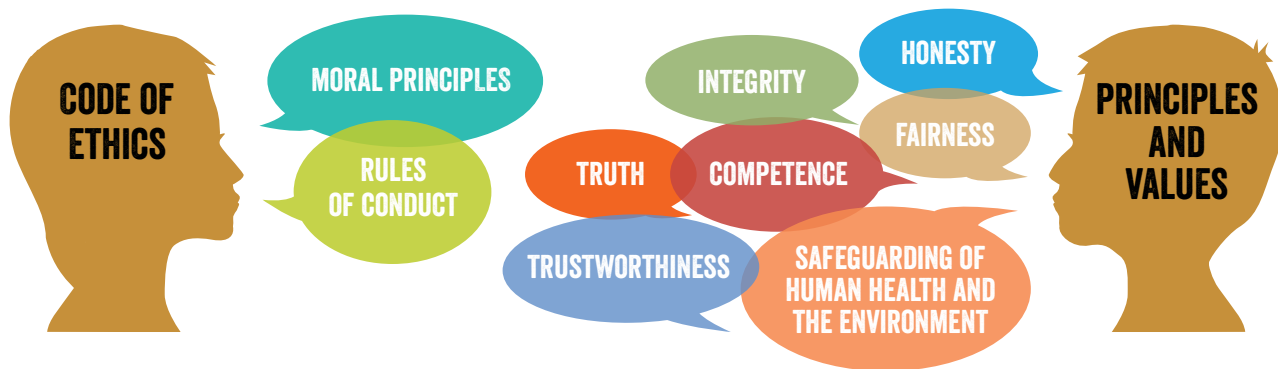 CODE OF
ETHICS
MORAL PRINCIPLES
RULES
OF CONDUCT
INTEGRITY
HONESTY
FAIRNESS
TRUTH
COMPETENCE
TRUSTWORTHINESS
SAFEGUARDING OF
HUMAN HEALTH AND
THE ENVIRONMENT
PRINCIPLES
AND
VALUES